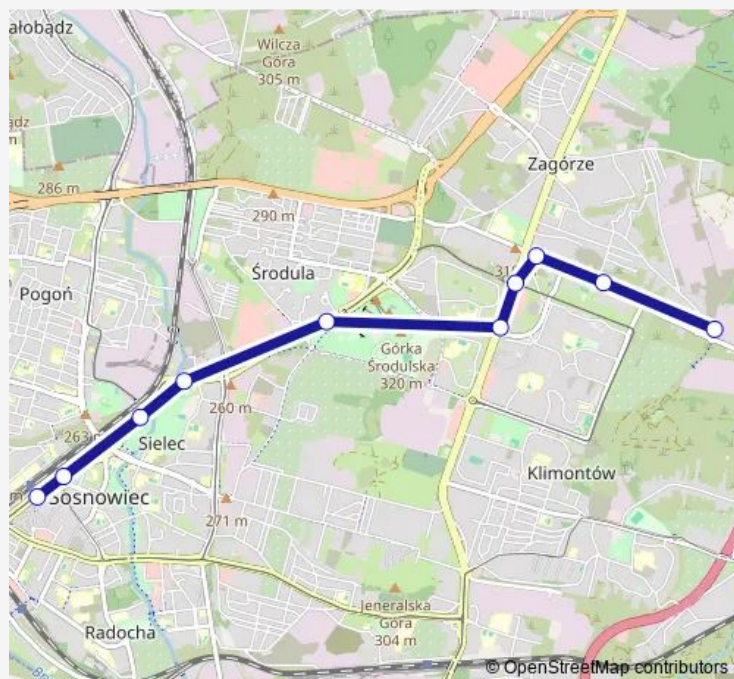 ałobądz
Wilcza
Góra
305 m
286 m
Zagórze
290 m
Środula
Pogoń
Górka
Środulska
320 m
260 m
263 m
Sielec
Sosnowiec
Klimontów
271 m
Jeneralska
Góra
304 m
Radocha
© OpenStreetMap contributors